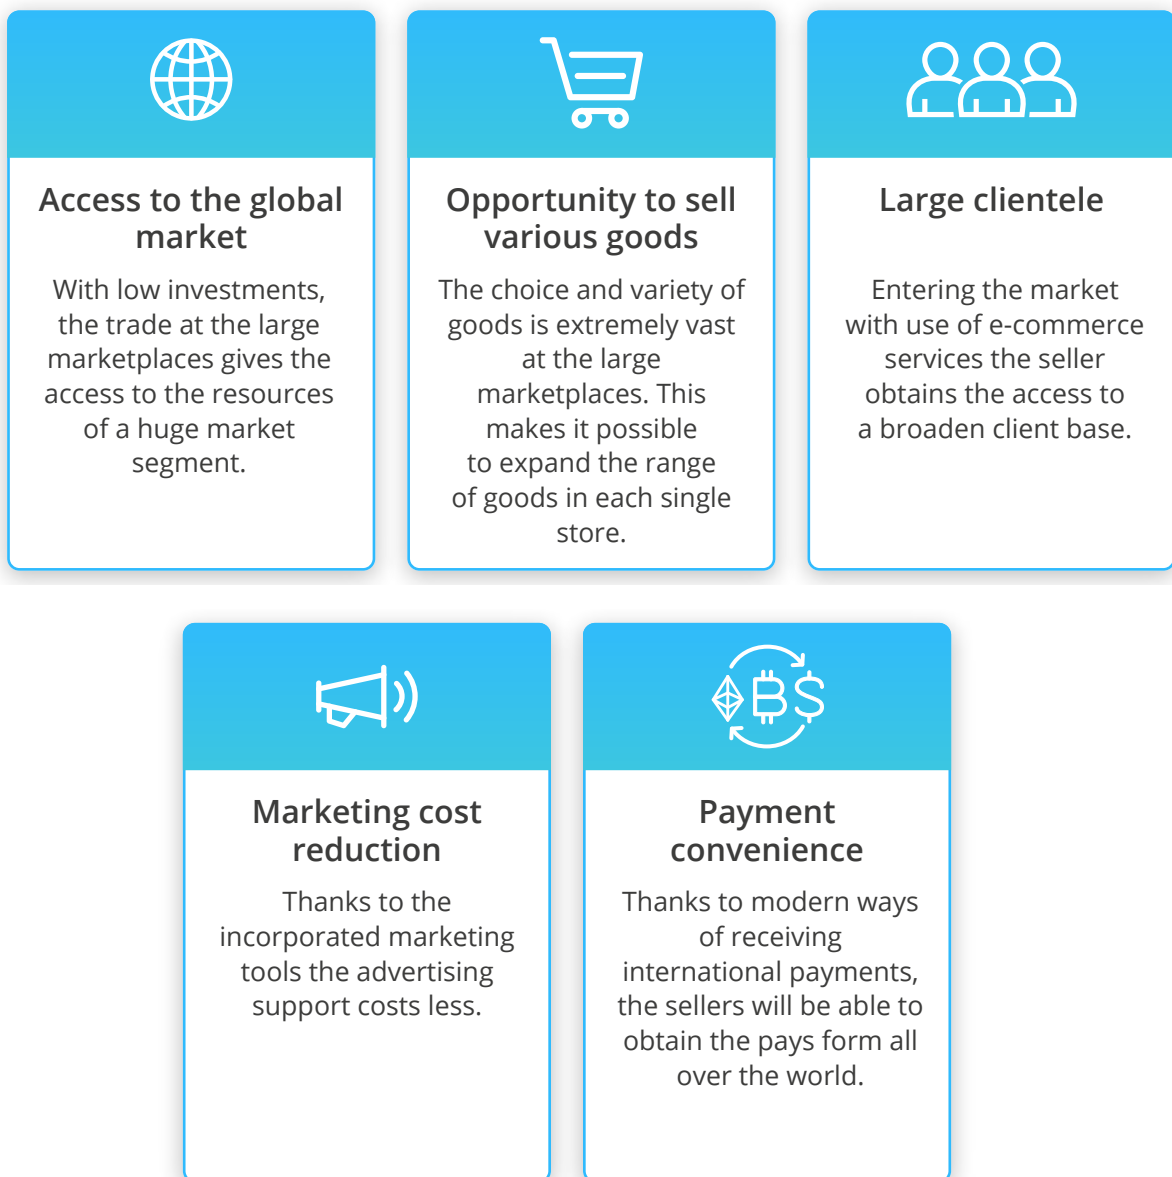 Access to the global
market
With low investments,
the trade at the large
marketplaces gives the
access to the resources
of a huge market
segment.
Opportunity to sell
various goods
The choice and variety of
goods is extremely vast
at the large
marketplaces. This
makes it possible
to expand the range
of goods in each single
store.
Large clientele
Entering the market
with use of e-commerce
services the seller
obtains the access to
a broaden client base.
Marketing cost
reduction
Thanks to the
incorporated marketing
tools the advertising
support costs less.
Payment
convenience
Thanks to modern ways
of receiving
international payments,
the sellers will be able to
obtain the pays form all
over the world.